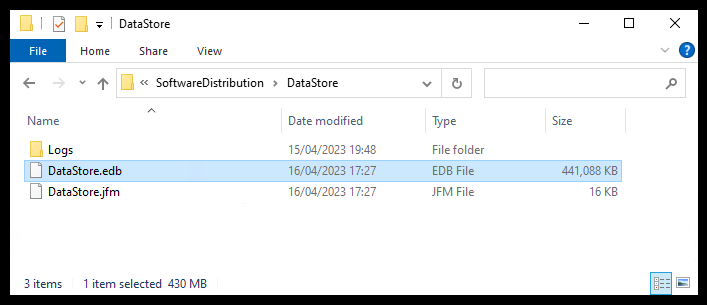 DataStore
File Home Share View
« SoftwareDistribution > DataStore
Name Date modified Type Size
Logs 15/04/2023 19:48 File folder
DataStore.edb 16/04/2023 17:27 EDB File 441,088 KB
DataStore.jfm 16/04/2023 17:27 JFM File 16 KB
3 items 1 item selected 430 MB